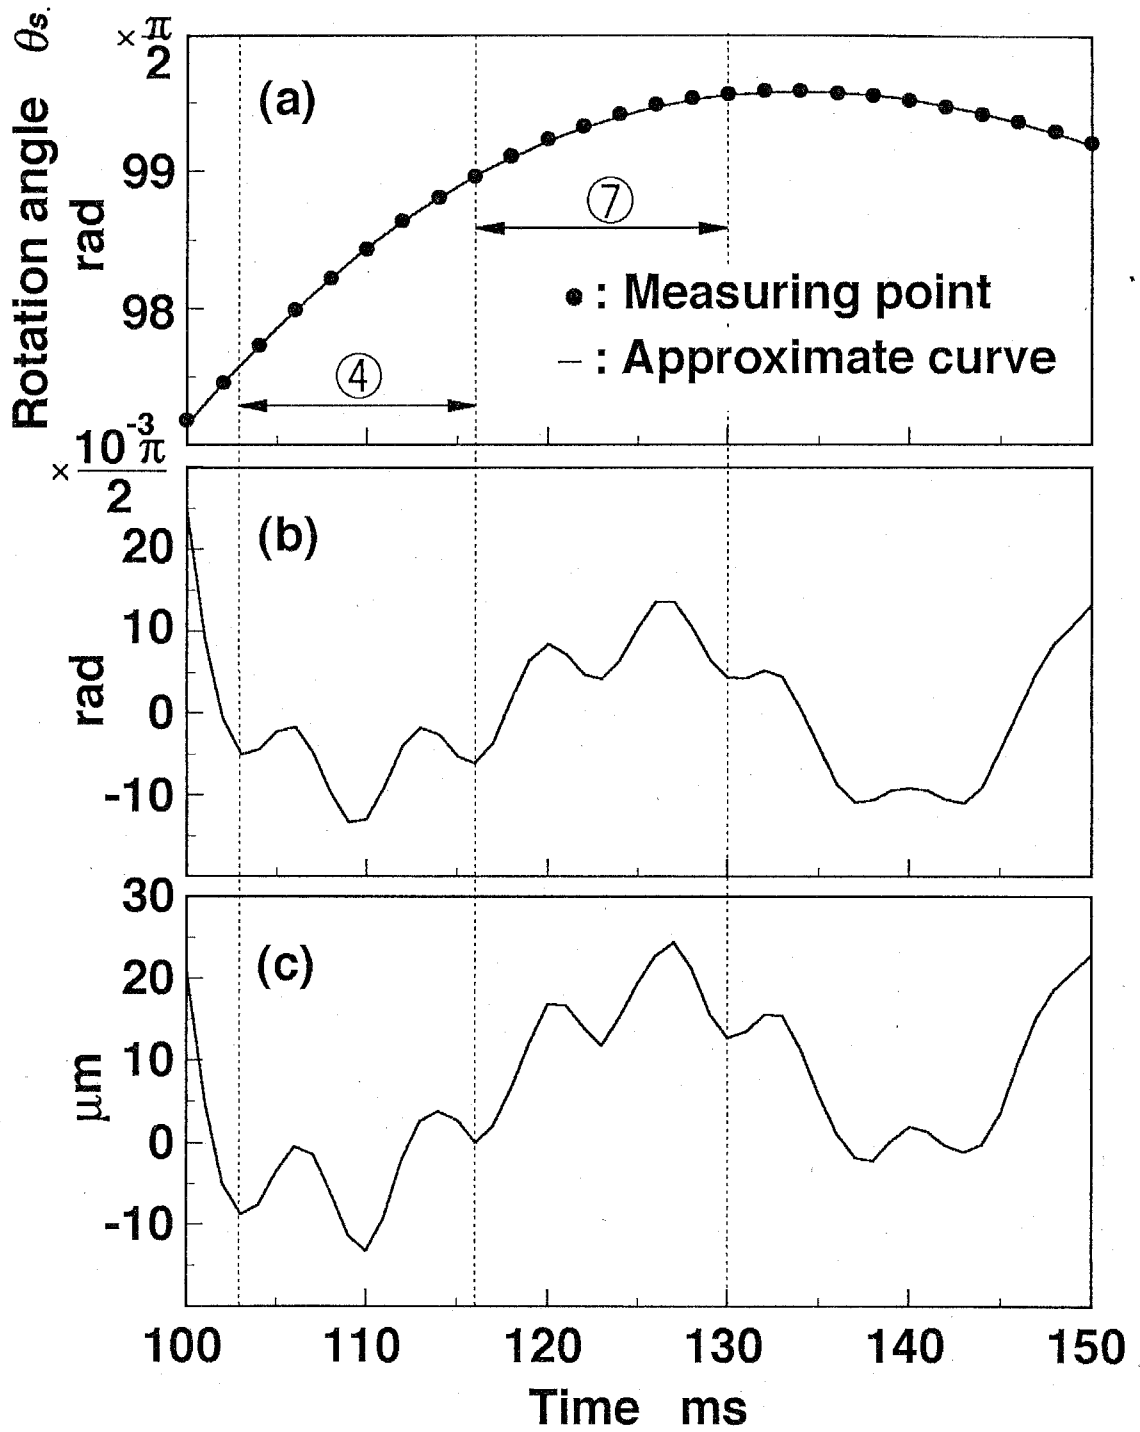 Rotation angle θs.
rad
× π/2
(a)
99
98
⑦
④
● : Measuring point
— : Approximate curve
× 10⁻³π/2
(b)
20
10
0
-10
rad
30
(c)
20
10
0
-10
μm
100 110 120 130 140 150
Time ms